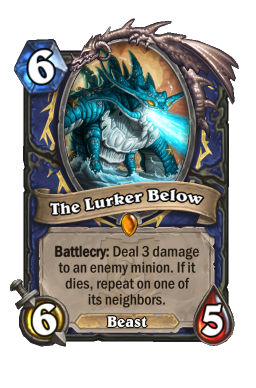 6
The Lurker Below
Battlecry: Deal 3 damage
to an enemy minion. If it
dies, repeat on one of
its neighbors.
6
Beast
5